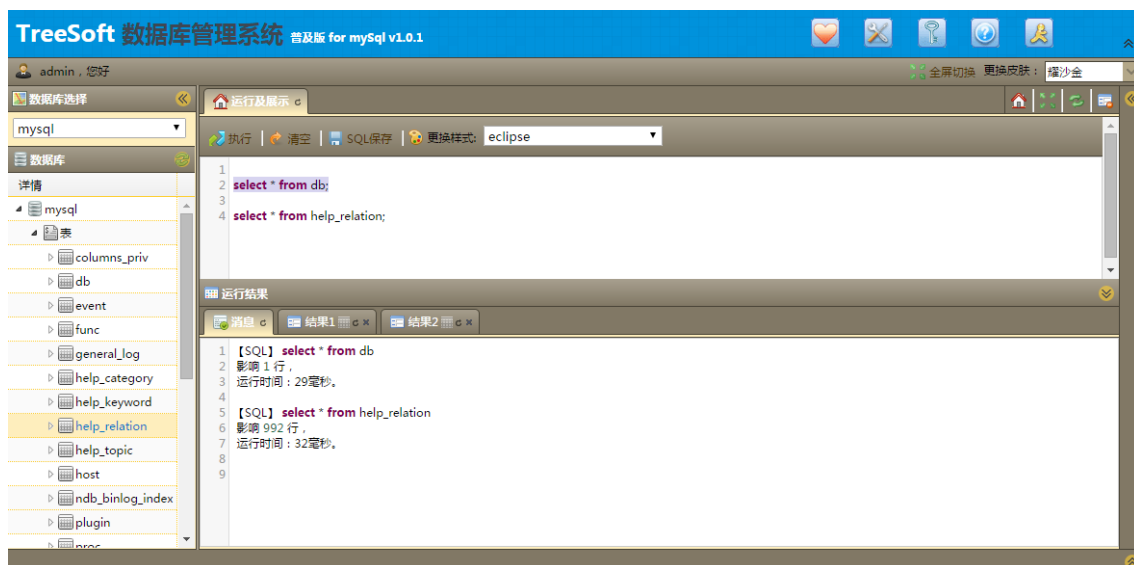 TreeSoft 数据库管理系统 普及版 for mySql v1.0.1
admin，您好
全屏切换 更换皮肤： 耀沙金
数据库选择
mysql
数据库
详情
mysql
表
columns_priv
db
event
func
general_log
help_category
help_keyword
help_relation
help_topic
host
ndb_binlog_index
plugin
proc
运行及展示
执行 清空 SQL保存 更换样式: eclipse
1
2 select * from db;
3
4 select * from help_relation;
运行结果
消息 结果1 结果2
1 【SQL】 select * from db
2 影响 1 行，
3 运行时间：29毫秒。
4
5 【SQL】 select * from help_relation
6 影响 992 行，
7 运行时间：32毫秒。
8
9